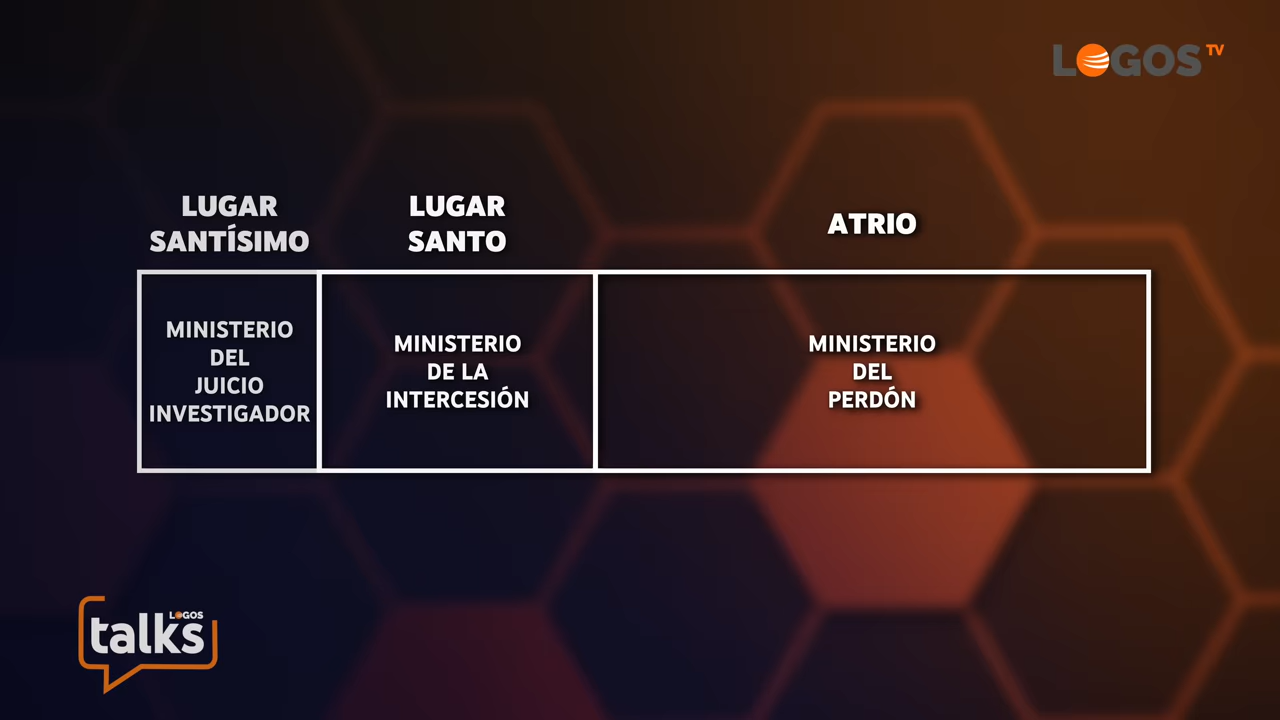 LOGOS TV
LUGAR
SANTÍSIMO
LUGAR
SANTO
ATRIO
MINISTERIO
DEL
JUICIO
INVESTIGADOR
MINISTERIO
DE LA
INTERCESIÓN
MINISTERIO
DEL
PERDÓN
LOGOS
talks